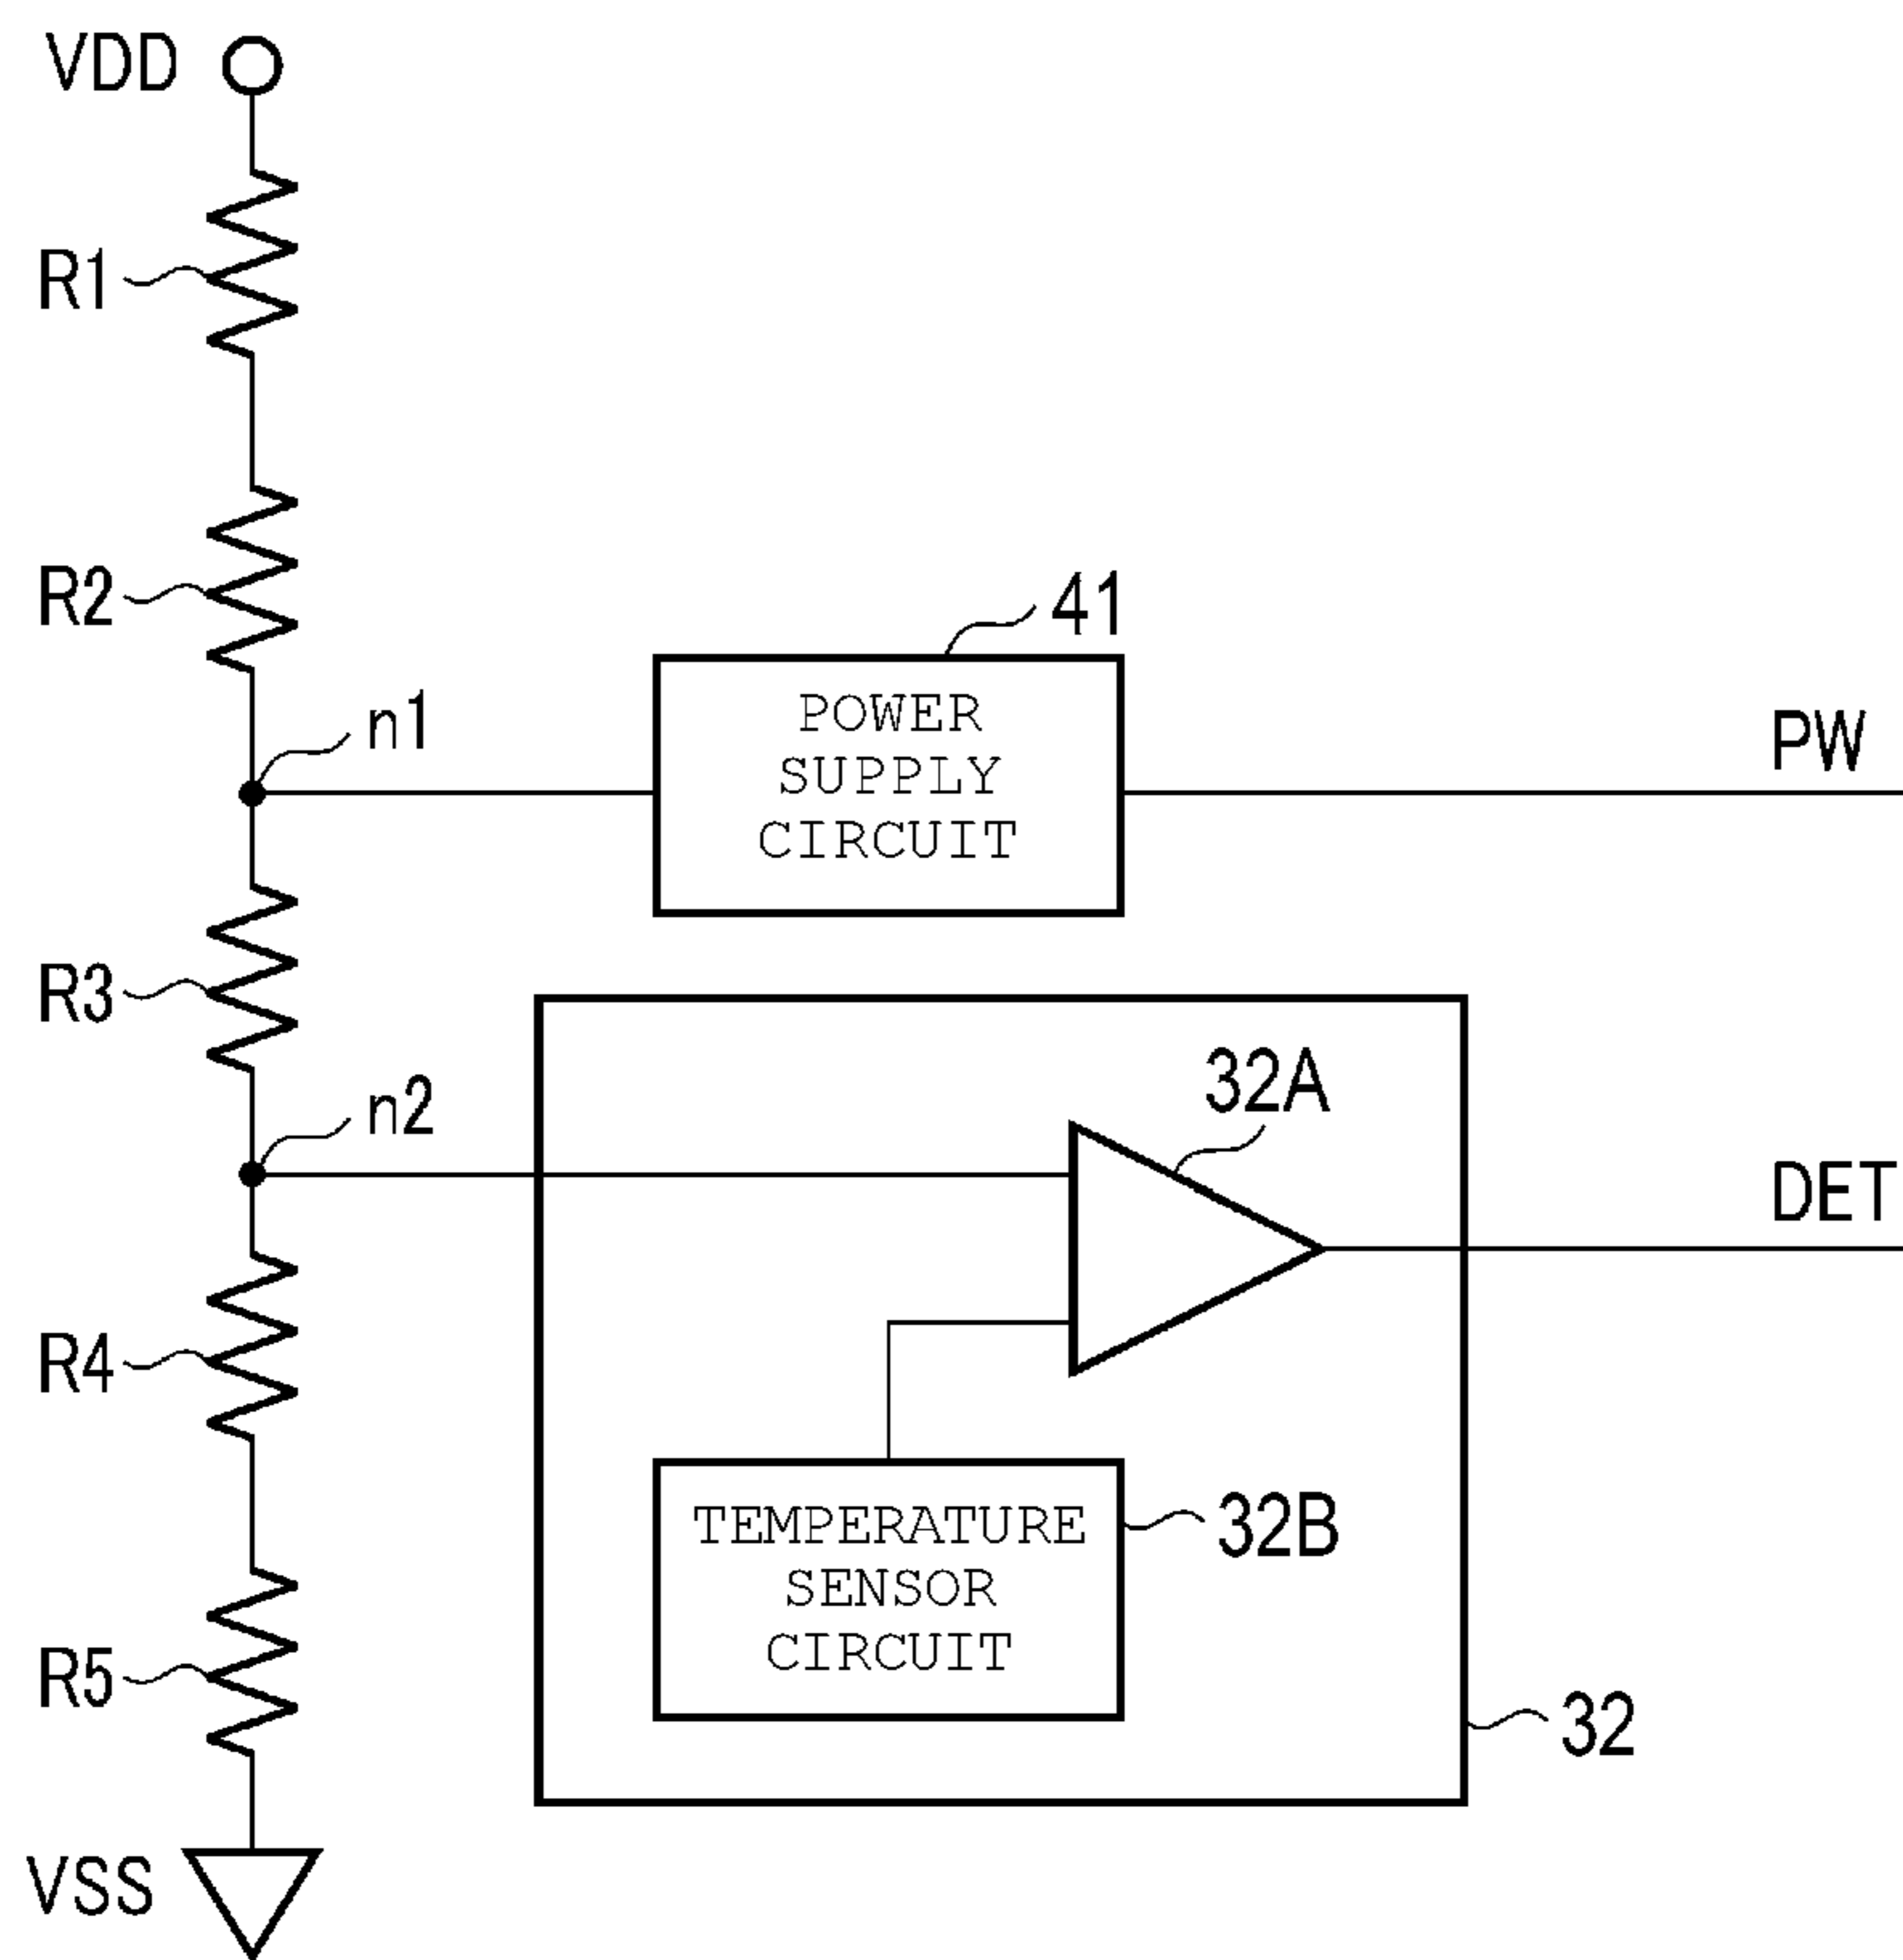 VDD
R1
R2
41
POWER
SUPPLY
CIRCUIT
n1
PW
R3
32A
n2
DET
R4
TEMPERATURE
SENSOR
CIRCUIT
32B
R5
32
VSS